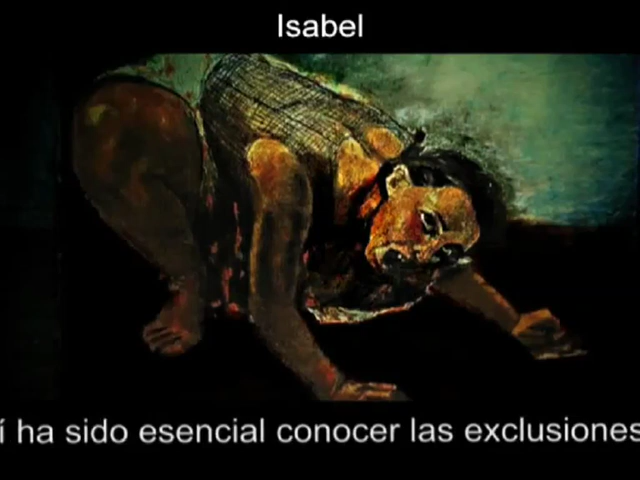 Isabel
í ha sido esencial conocer las exclusiones